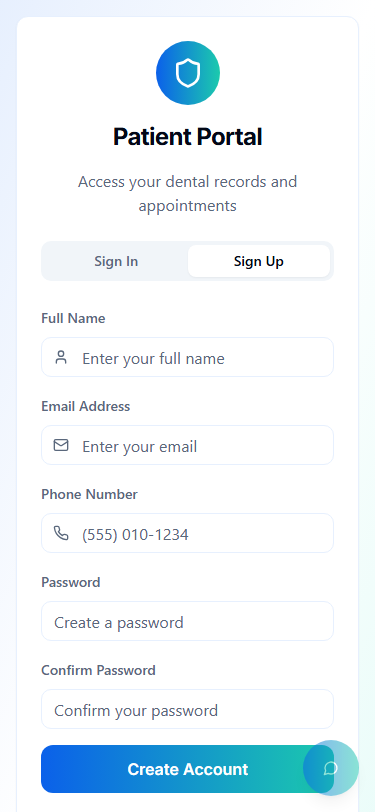 Patient Portal
Access your dental records and
appointments
Sign In
Sign Up
Full Name
Enter your full name
Email Address
Enter your email
Phone Number
(555) 010-1234
Password
Create a password
Confirm Password
Confirm your password
Create Account